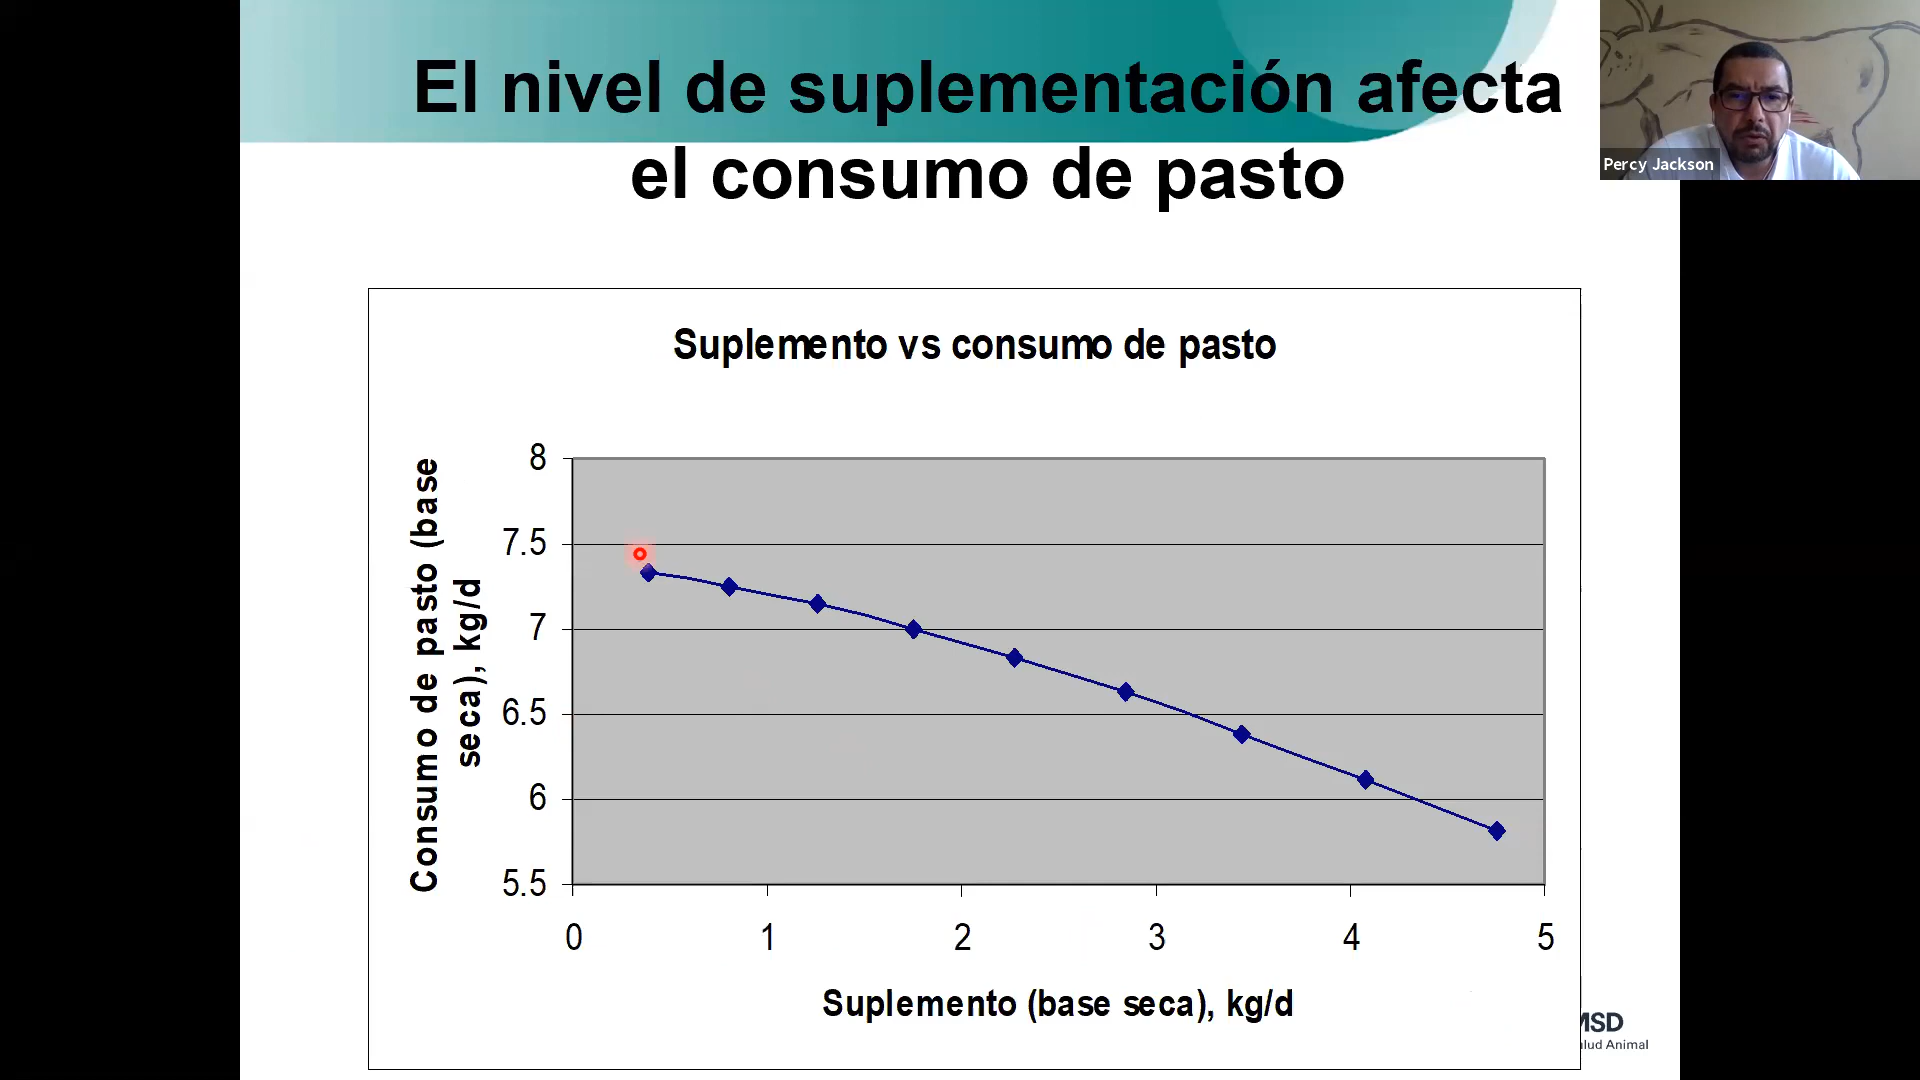 El nivel de suplementación afecta
el consumo de pasto
Percy Jackson
Suplemento vs consumo de pasto
Consumo de pasto (base
seca), kg/d
8
7.5
7
6.5
6
5.5
0 1 2 3 4 5
Suplemento (base seca), kg/d
MSD
Animal